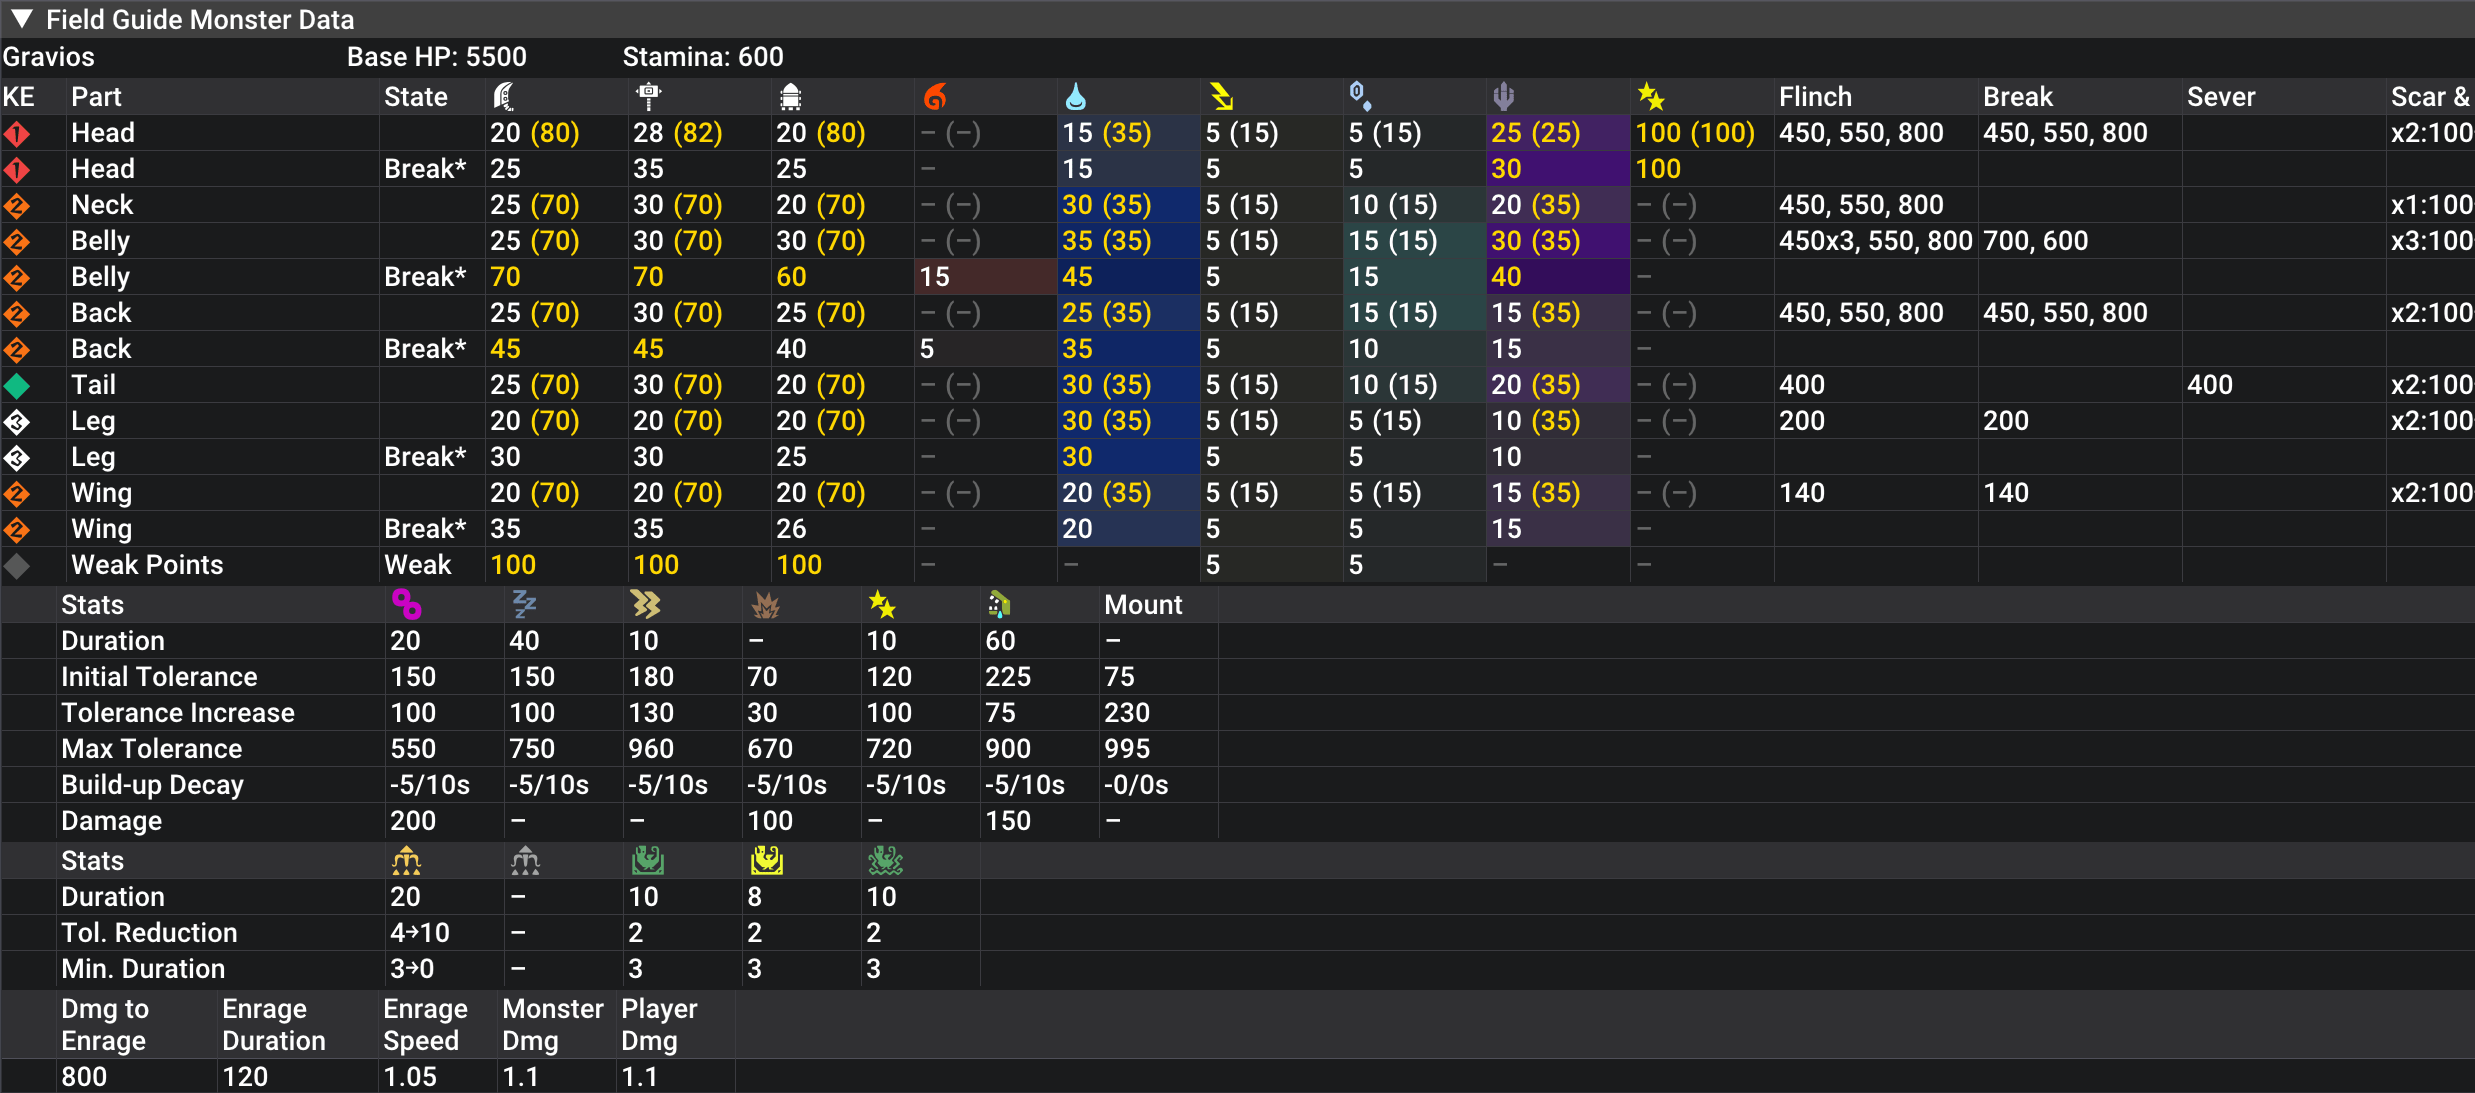 ▼ Field Guide Monster Data
Gravios Base HP: 5500 Stamina: 600
KE Part State Flinch Break Sever Scar &
1 Head 20 (80) 28 (82) 20 (80) – (–) 15 (35) 5 (15) 5 (15) 25 (25) 100 (100) 450, 550, 800 450, 550, 800 x2:100
1 Head Break* 25 35 25 – 15 5 5 30 100
2 Neck 25 (70) 30 (70) 20 (70) – (–) 30 (35) 5 (15) 10 (15) 20 (35) – (–) 450, 550, 800 x1:100
2 Belly 25 (70) 30 (70) 30 (70) – (–) 35 (35) 5 (15) 15 (15) 30 (35) – (–) 450x3, 550, 800 700, 600 x3:100
2 Belly Break* 70 70 60 15 45 5 15 40 –
2 Back 25 (70) 30 (70) 25 (70) – (–) 25 (35) 5 (15) 15 (15) 15 (35) – (–) 450, 550, 800 450, 550, 800 x2:100
2 Back Break* 45 45 40 5 35 5 10 15 –
Tail 25 (70) 30 (70) 20 (70) – (–) 30 (35) 5 (15) 10 (15) 20 (35) – (–) 400 400 x2:100
3 Leg 20 (70) 20 (70) 20 (70) – (–) 30 (35) 5 (15) 5 (15) 10 (35) – (–) 200 200 x2:100
3 Leg Break* 30 30 25 – 30 5 5 10 –
2 Wing 20 (70) 20 (70) 20 (70) – (–) 20 (35) 5 (15) 5 (15) 15 (35) – (–) 140 140 x2:100
2 Wing Break* 35 35 26 – 20 5 5 15 –
Weak Points Weak 100 100 100 – – 5 5 – –
Stats Mount
Duration 20 40 10 – 10 60 –
Initial Tolerance 150 150 180 70 120 225 75
Tolerance Increase 100 100 130 30 100 75 230
Max Tolerance 550 750 960 670 720 900 995
Build-up Decay -5/10s -5/10s -5/10s -5/10s -5/10s -5/10s -0/0s
Damage 200 – – 100 – 150 –
Stats
Duration 20 – 10 8 10
Tol. Reduction 4→10 – 2 2 2
Min. Duration 3→0 – 3 3 3
Dmg to Enrage Enrage Monster Player
Enrage Duration Speed Dmg Dmg
800 120 1.05 1.1 1.1